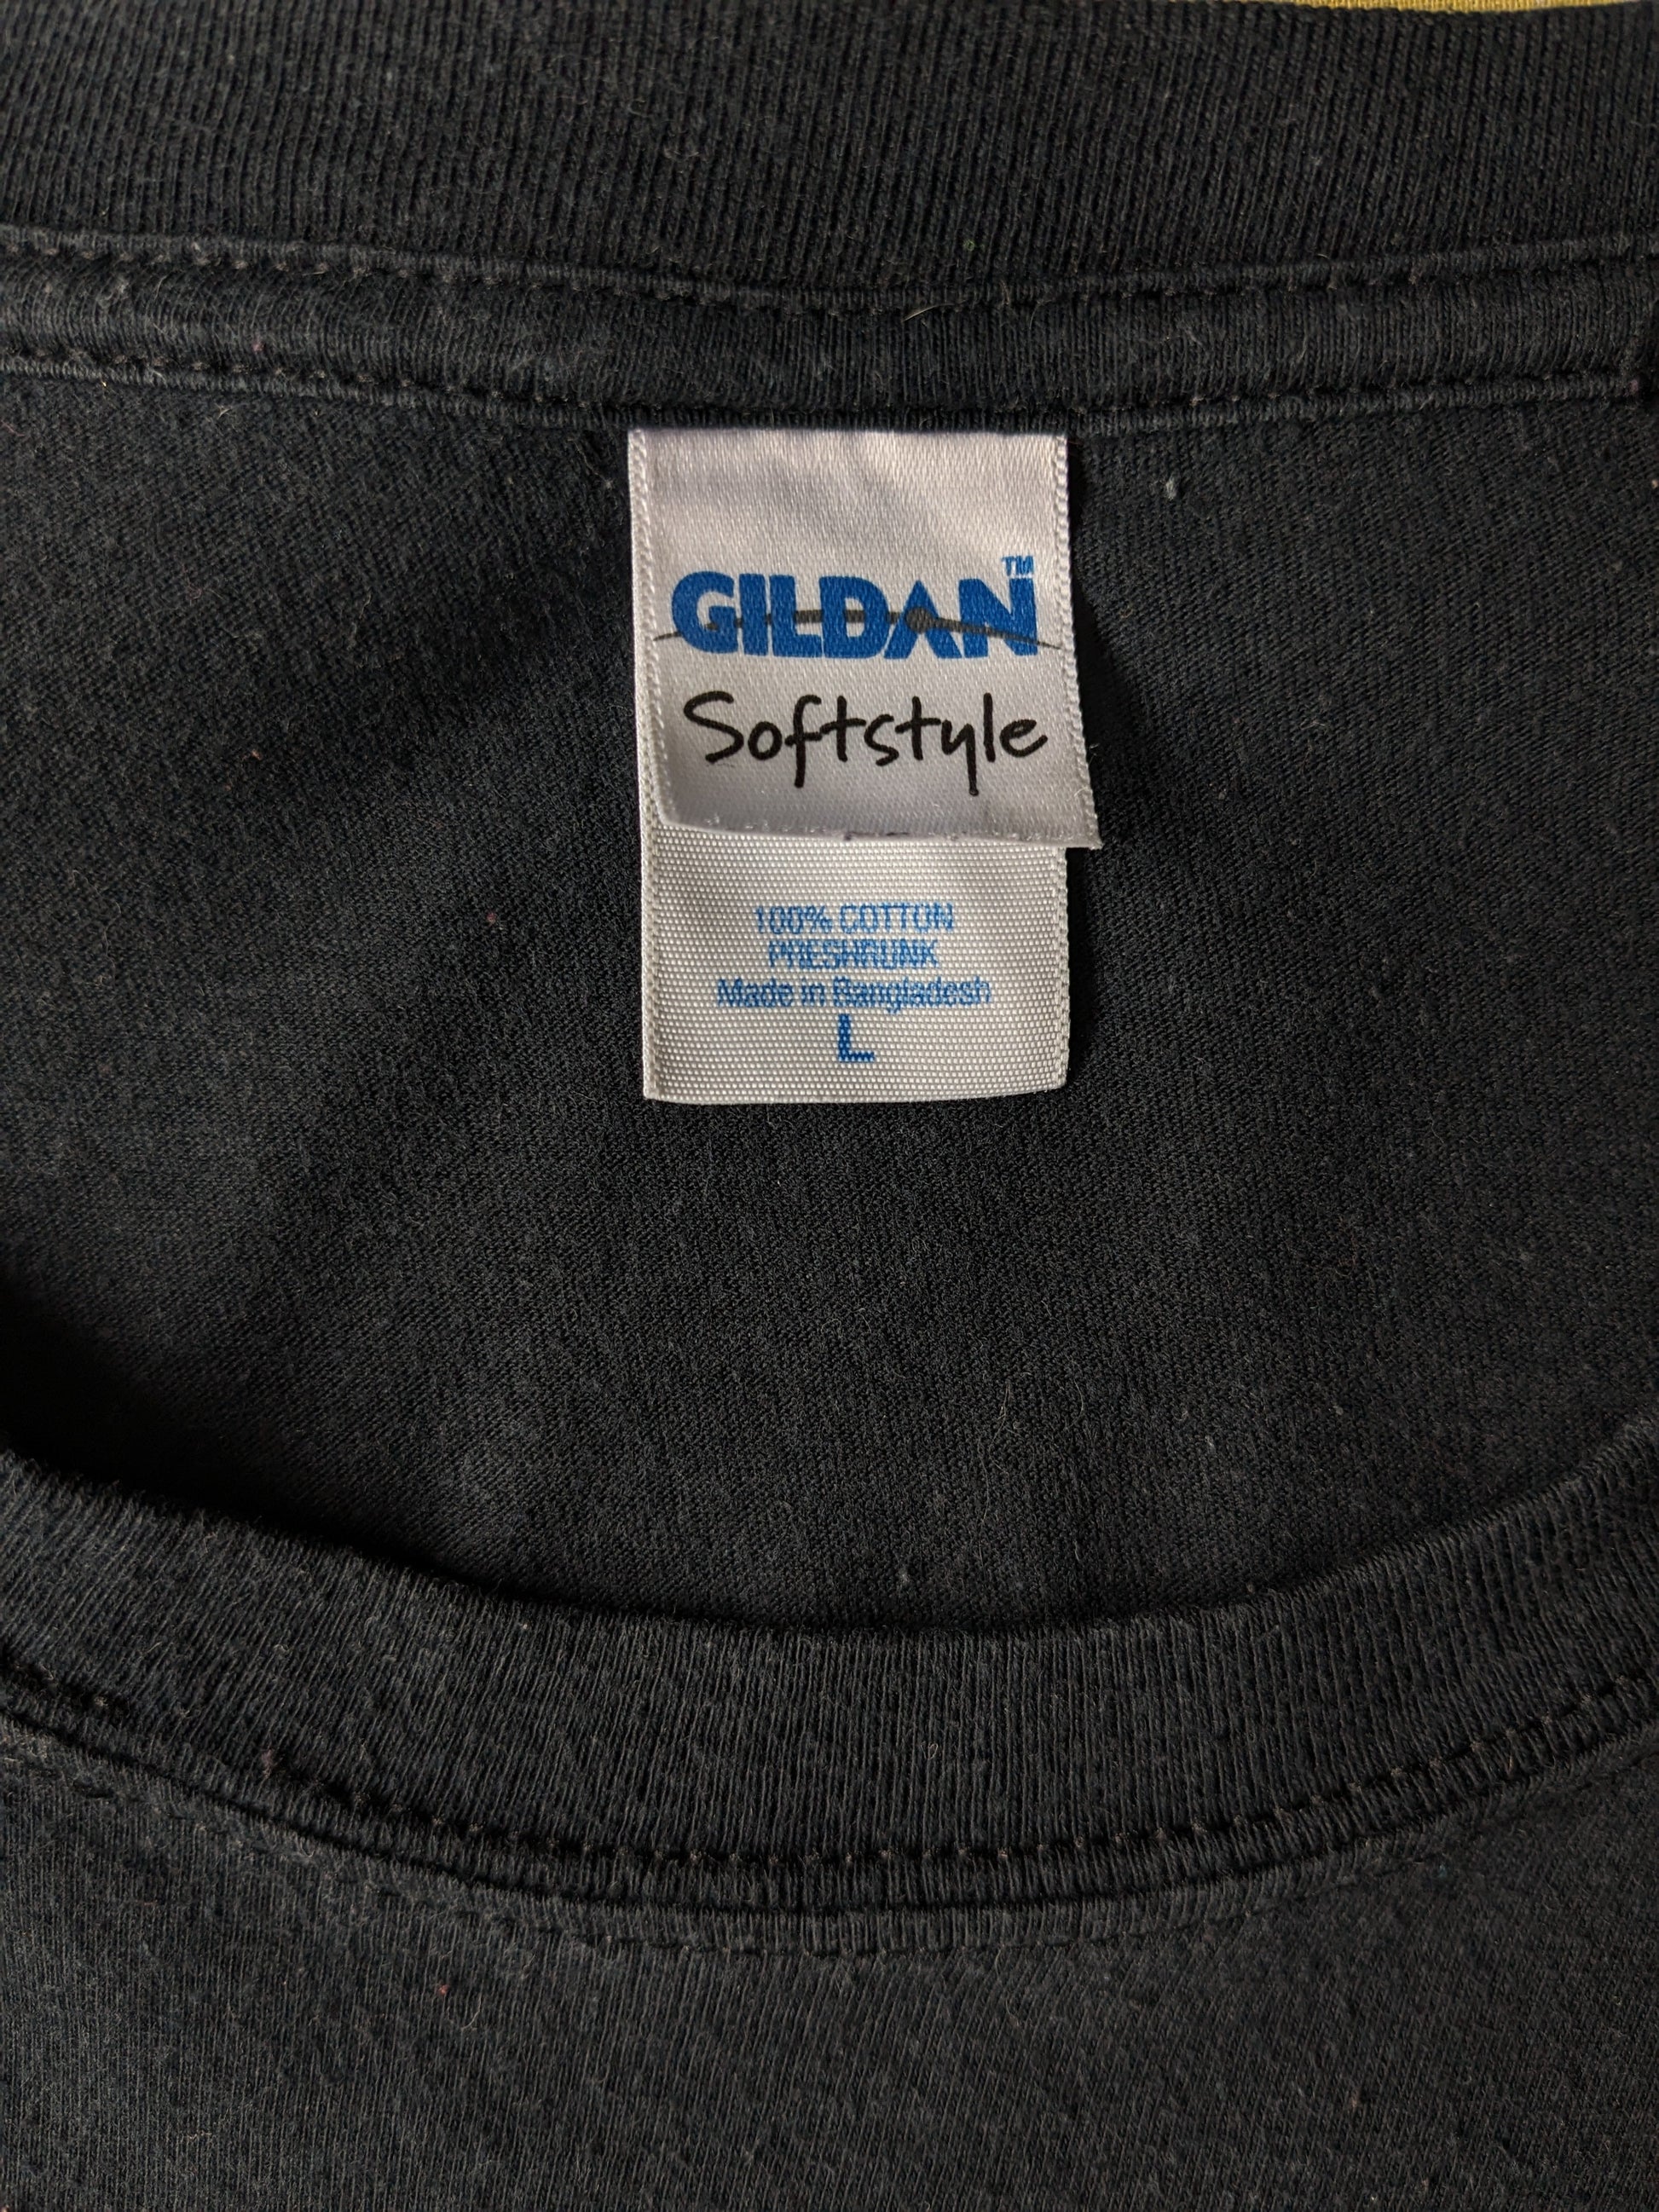 GILDAN™
Softstyle
100% COTTON
PRESHRUNK
Made in Bangladesh
L